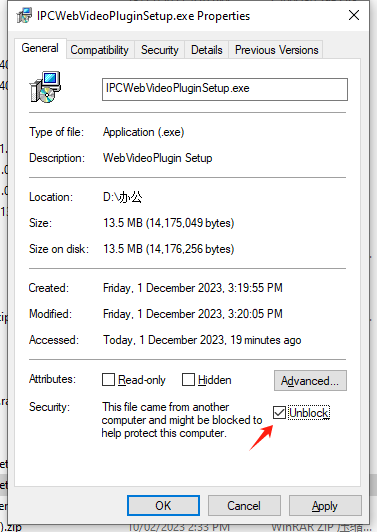 IPCWebVideoPluginSetup.exe Properties
General Compatibility Security Details Previous Versions
IPCWebVideoPluginSetup.exe
Type of file: Application (.exe)
Description: WebVideoPlugin Setup
Location: D:\办公
Size: 13.5 MB (14,175,049 bytes)
Size on disk: 13.5 MB (14,176,256 bytes)
Created: Friday, 1 December 2023, 3:19:55 PM
Modified: Friday, 1 December 2023, 3:20:05 PM
Accessed: Today, 1 December 2023, 19 minutes ago
Attributes: Read-only Hidden Advanced...
Security: This file came from another
computer and might be blocked to
help protect this computer.
Unblock
OK Cancel Apply
).zip 10/02/2023 2:33 PM WinRAR ZIP 压缩...